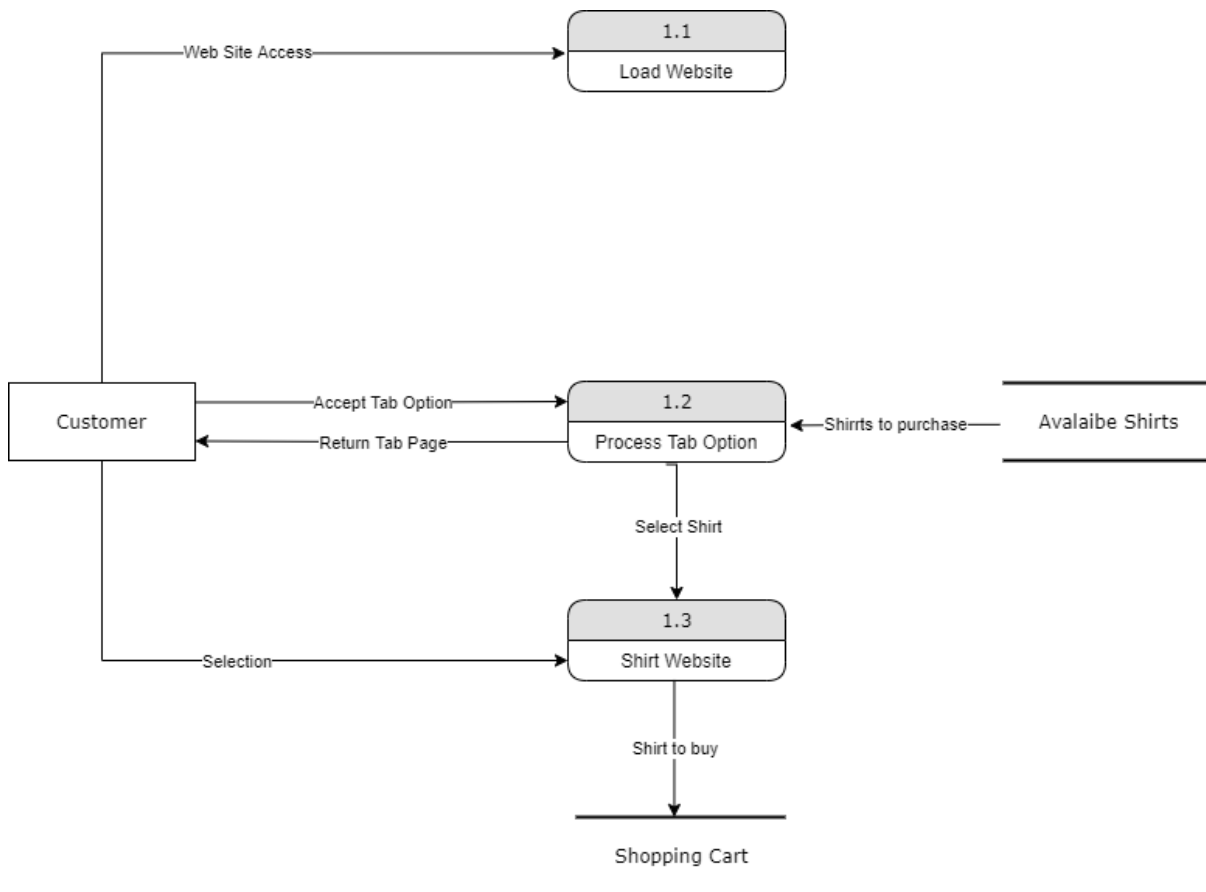 1.1
Web Site Access
Load Website
1.2
Accept Tab Option
Customer
Shirrts to purchase
Avalaibe Shirts
Return Tab Page
Process Tab Option
Select Shirt
1.3
Selection
Shirt Website
Shirt to buy
Shopping Cart